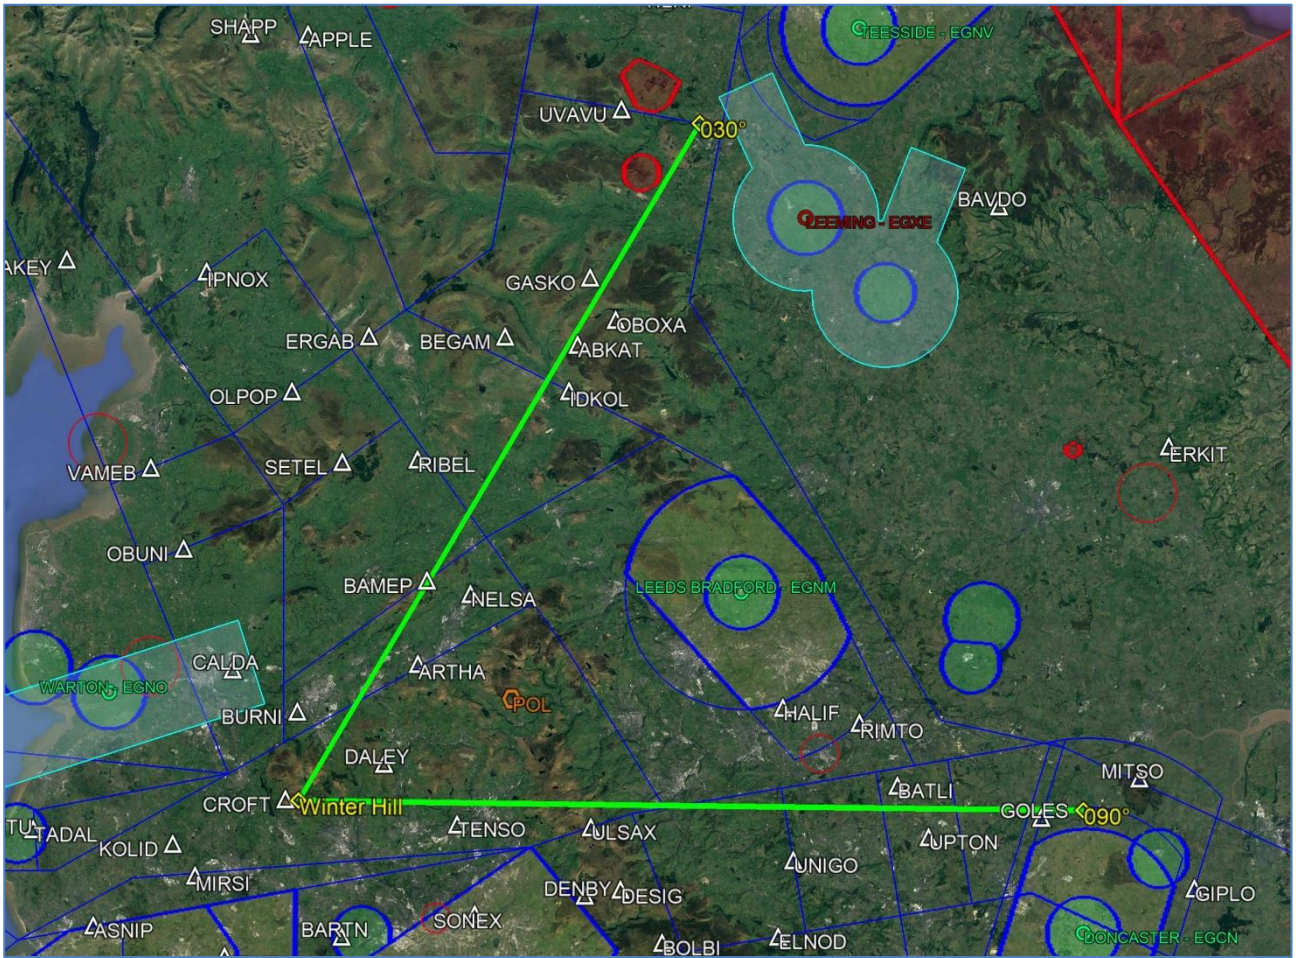 SHAPP
APPLE
TEESSIDE - EGNV
UVAVU
030°
LEEMING - EGXE
BAVDO
AKEY
IPNOX
GASKO
OBOXA
ERGAB
BEGAM
ABKAT
OLPOP
IDKOL
VAMEB
SETEL
RIBEL
ERKIT
OBUNI
BAMEP
NELSA
LEEDS BRADFORD - EGNM
CALDA
ARTHA
WARTON - EGNO
POL
BURNI
HALIF
RIMTO
DALEY
MITSO
BATLI
CROFT
Winter Hill
GOLES
090°
TADAL
TENSO
ULSAX
UPTON
KOLID
UNIGO
MIRSI
DENBY
DESIG
GIPLO
ASNIP
BARTN
SONEX
BOLBI
ELNOD
DONCASTER - EGCN